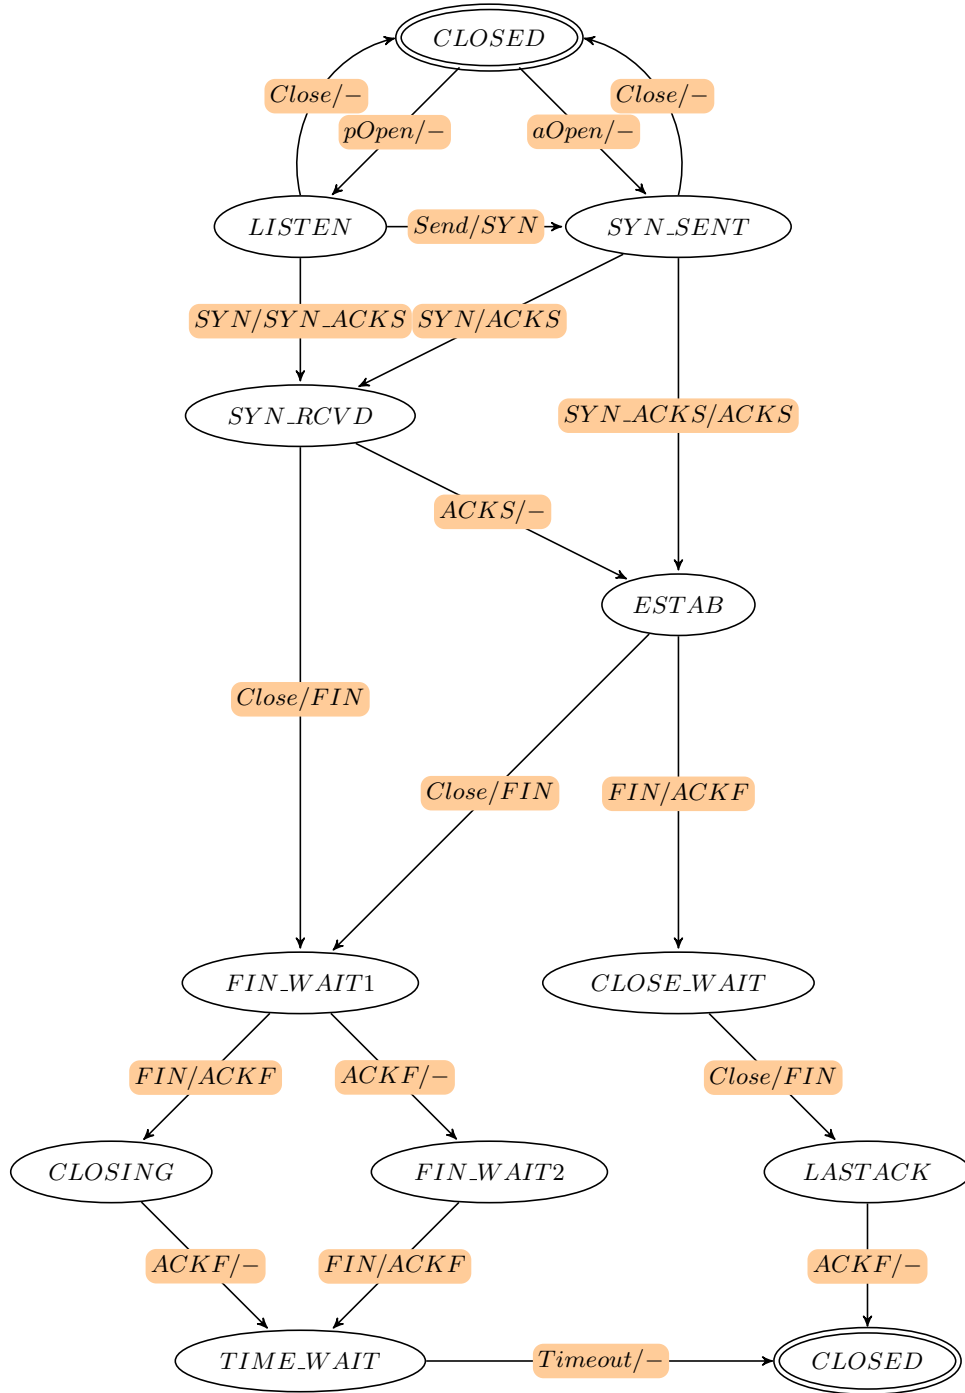 CLOSED
Close/−
Close/−
pOpen/−
aOpen/−
LISTEN
Send/SYN
SYN_SENT
SYN/SYN_ACKS
SYN/ACKS
SYN_RCVD
SYN_ACKS/ACKS
ACKS/−
ESTAB
Close/FIN
Close/FIN
FIN/ACKF
FIN_WAIT1
CLOSE_WAIT
FIN/ACKF
ACKF/−
Close/FIN
CLOSING
FIN_WAIT2
LASTACK
ACKF/−
FIN/ACKF
ACKF/−
TIME_WAIT
Timeout/−
CLOSED